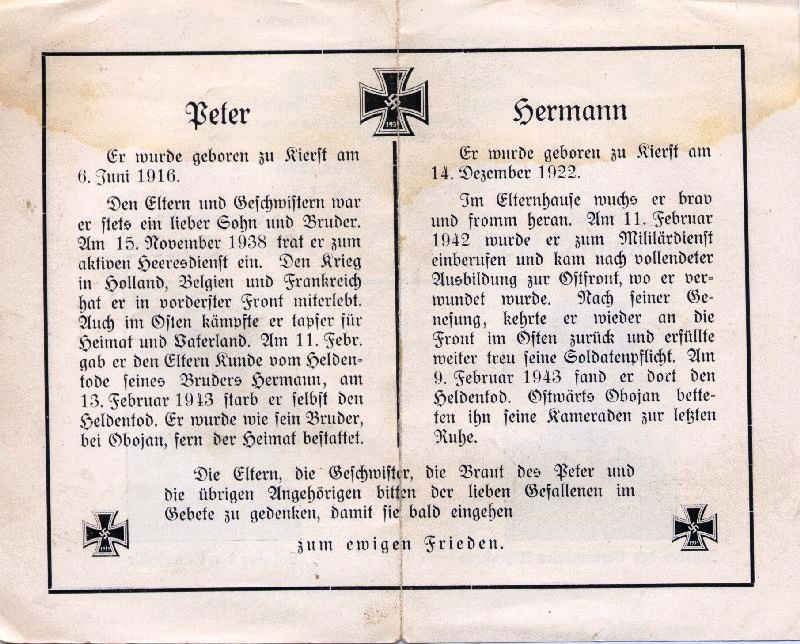 Peter
Er wurde geboren zu Kierst am
6. Juni 1916.
Den Eltern und Geschwistern war
er stets ein lieber Sohn und Bruder.
Am 15. November 1938 trat er zum
aktiven Heeresdienst ein. Den Krieg
in Holland, Belgien und Frankreich
hat er in vorderster Front miterlebt.
Auch im Osten kämpfte er tapfer für
Heimat und Vaterland. Am 11. Febr.
gab er den Eltern Kunde vom Helden-
tode seines Bruders Hermann, am
13. Februar 1943 starb er selbst den
Heldentod. Er wurde wie sein Bruder,
bei Obojan, fern der Heimat bestattet.
Hermann
Er wurde geboren zu Kierst am
14. Dezember 1922.
Im Elternhause wuchs er brav
und fromm heran. Am 11. Februar
1942 wurde er zum Militärdienst
einberufen und kam nach vollendeter
Ausbildung zur Ostfront, wo er ver-
wundet wurde. Nach seiner Ge-
nesung, kehrte er wieder an die
Front im Osten zurück und erfüllte
weiter treu seine Soldatenpflicht. Am
9. Februar 1943 fand er dort den
Heldentod. Ostwärts Obojan bette-
ten ihn seine Kameraden zur letzten
Ruhe.
1939
Die Eltern, die Geschwister, die Braut des Peter und
die übrigen Angehörigen bitten der lieben Gefallenen im
Gebete zu gedenken, damit sie bald eingehen
zum ewigen Frieden.
1939
1939